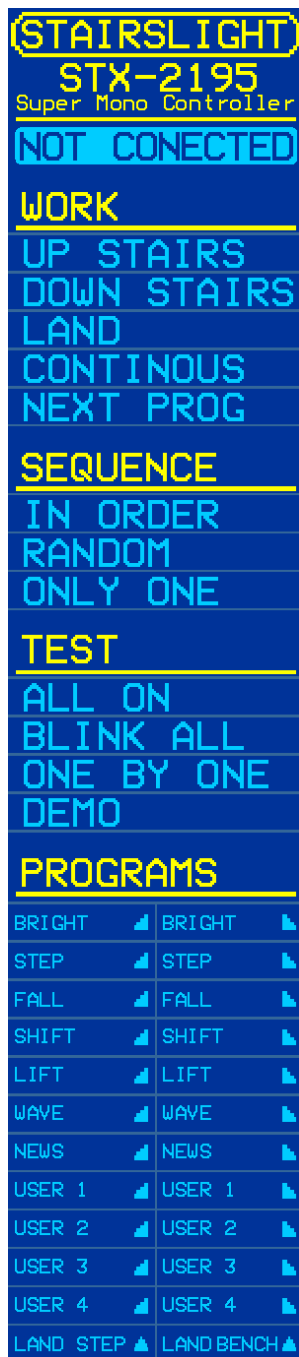 STAIRSLIGHT
STX-2195
Super Mono Controller
NOT CONECTED
WORK
UP STAIRS
DOWN STAIRS
LAND
CONTINOUS
NEXT PROG
SEQUENCE
IN ORDER
RANDOM
ONLY ONE
TEST
ALL ON
BLINK ALL
ONE BY ONE
DEMO
PROGRAMS
BRIGHT BRIGHT
STEP STEP
FALL FALL
SHIFT SHIFT
LIFT LIFT
WAVE WAVE
NEWS NEWS
USER 1 USER 1
USER 2 USER 2
USER 3 USER 3
USER 4 USER 4
LAND STEP LAND BENCH